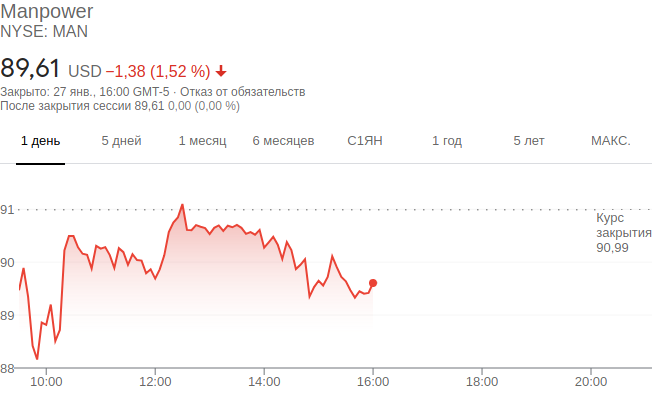 Manpower
NYSE: MAN
89,61 USD −1,38 (1,52 %)
Закрыто: 27 янв., 16:00 GMT-5 · Отказ от обязательств
После закрытия сессии 89,61 0,00 (0,00 %)
1 день 5 дней 1 месяц 6 месяцев С1ЯН 1 год 5 лет МАКС.
91
Курс
закрытия
90,99
90
89
88
10:00 12:00 14:00 16:00 18:00 20:00